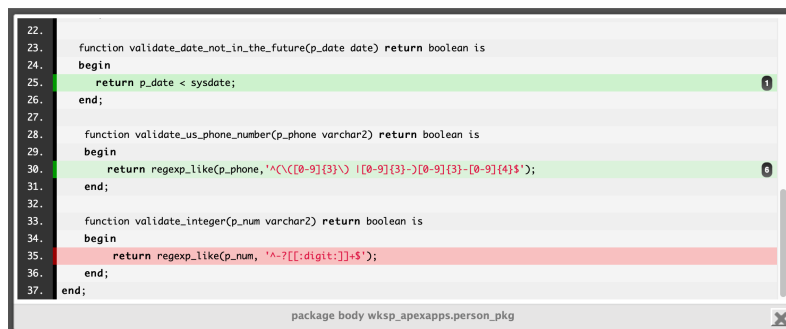 22.
23. function validate_date_not_in_the_future(p_date date) return boolean is
24. begin
25. return p_date < sysdate; 1
26. end;
27.
28. function validate_us_phone_number(p_phone varchar2) return boolean is
29. begin
30. return regexp_like(p_phone,'^(\([0-9]{3}\) |[0-9]{3}-)[0-9]{3}-[0-9]{4}$'); 6
31. end;
32.
33. function validate_integer(p_num varchar2) return boolean is
34. begin
35. return regexp_like(p_num, '^-?[[:digit:]]+$');
36. end;
37. end;
package body wksp_apexapps.person_pkg